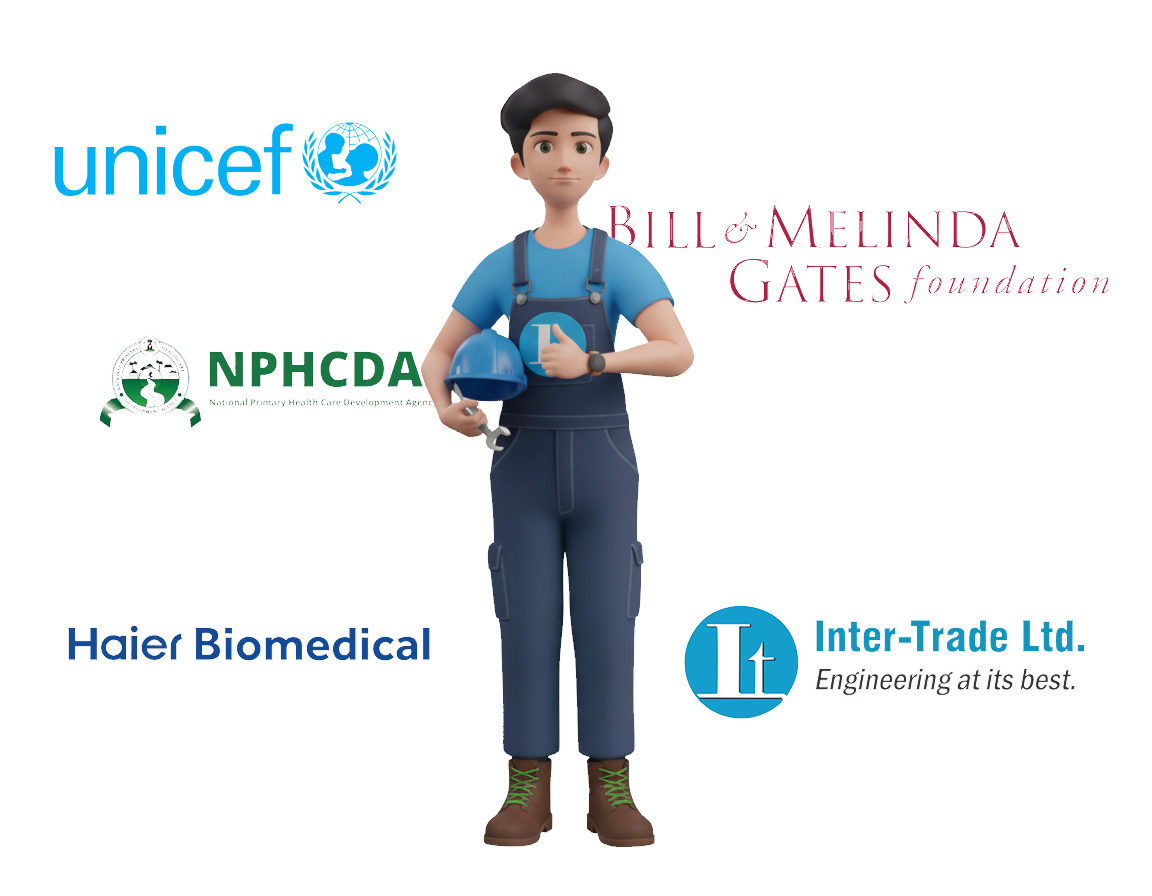 unicef
BILL & MELINDA
GATES foundation
NPHCDA
National Primary Health Care Development Agenc
Haier Biomedical
It
Inter-Trade Ltd.
Engineering at its best.